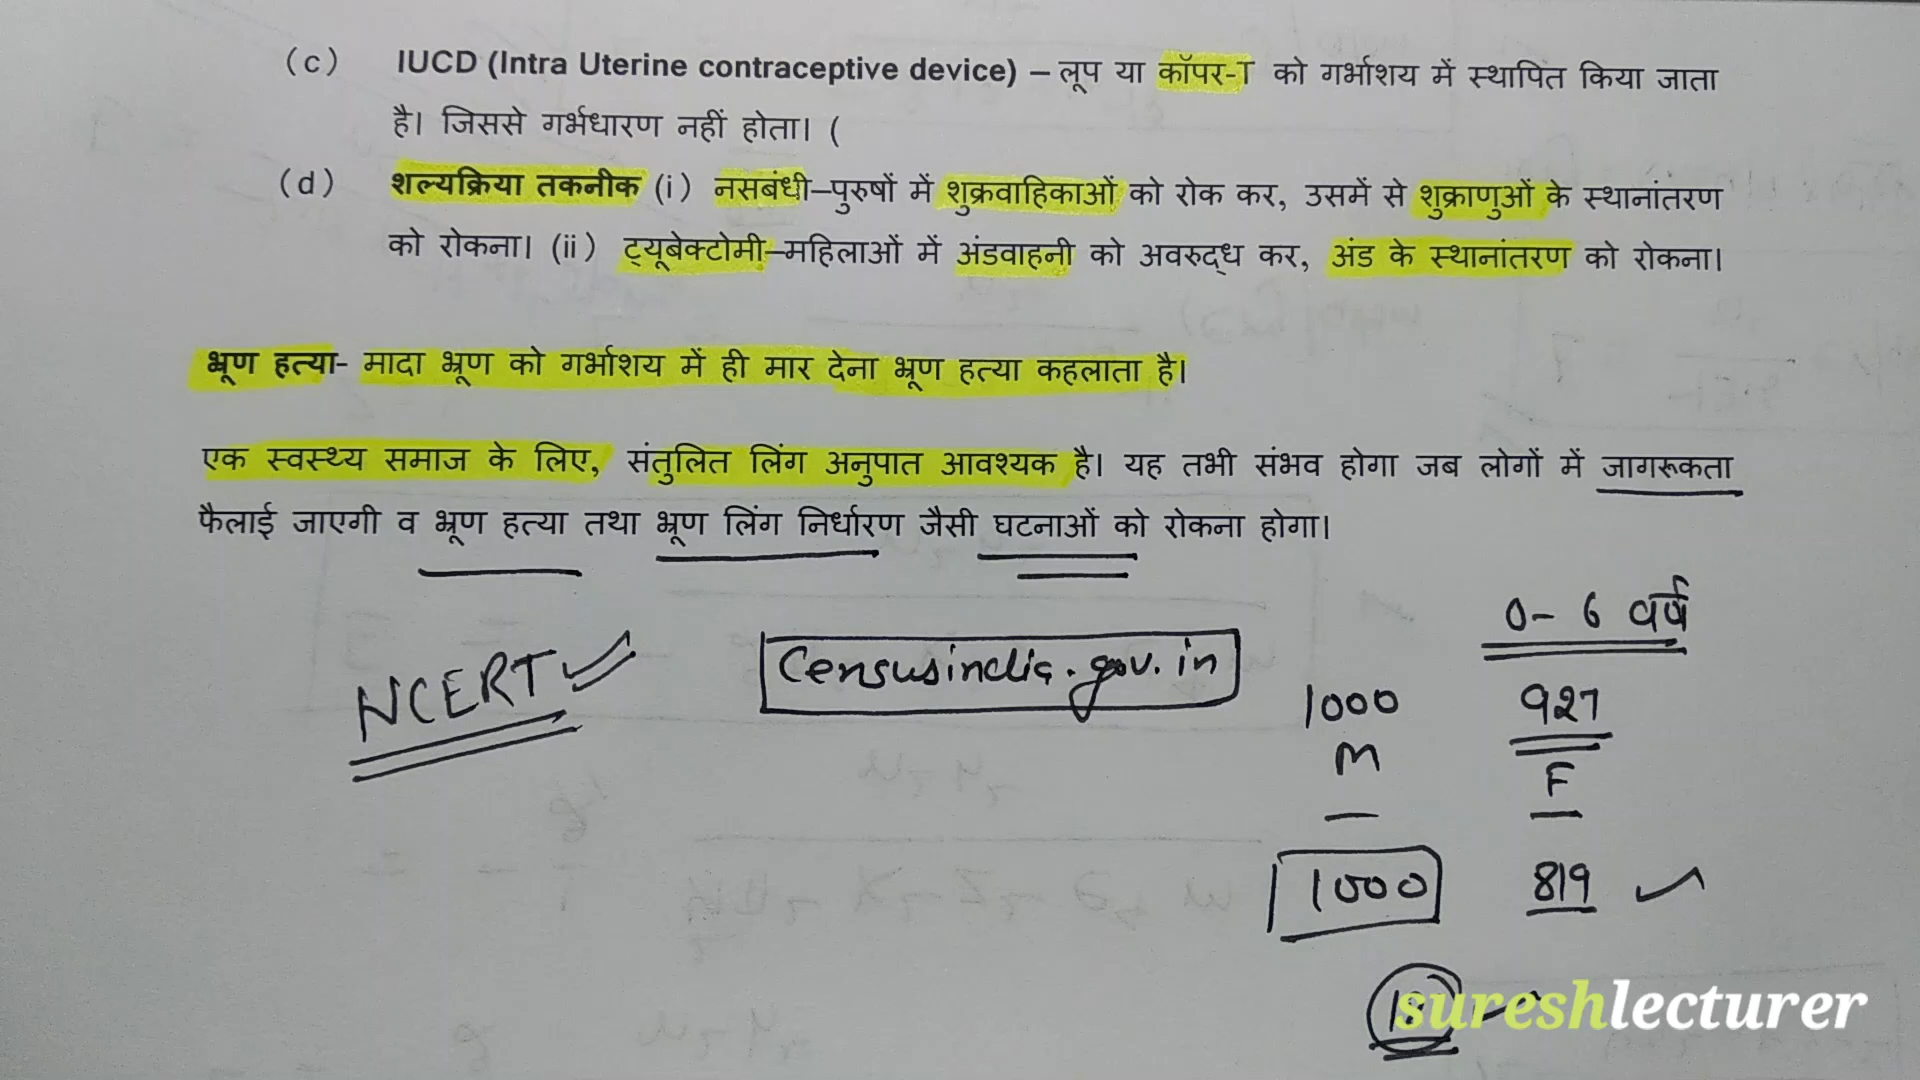 (c) IUCD (Intra Uterine contraceptive device) – लूप या कॉपर-T को गर्भाशय में स्थापित किया जाता
है। जिससे गर्भधारण नहीं होता। (
(d) शल्यक्रिया तकनीक (i) नसबंधी–पुरुषों में शुक्रवाहिकाओं को रोक कर, उसमें से शुक्राणुओं के स्थानांतरण
को रोकना। (ii) ट्यूबेक्टोमी–महिलाओं में अंडवाहनी को अवरुद्ध कर, अंड के स्थानांतरण को रोकना।
भ्रूण हत्या- मादा भ्रूण को गर्भाशय में ही मार देना भ्रूण हत्या कहलाता है।
एक स्वस्थ्य समाज के लिए, संतुलित लिंग अनुपात आवश्यक है। यह तभी संभव होगा जब लोगों में जागरूकता
फैलाई जाएगी व भ्रूण हत्या तथा भ्रूण लिंग निर्धारण जैसी घटनाओं को रोकना होगा।
0- 6 वर्ष
NCERT
Censusindia.gov.in
1000 927
M F
1000 819
sureshlecturer